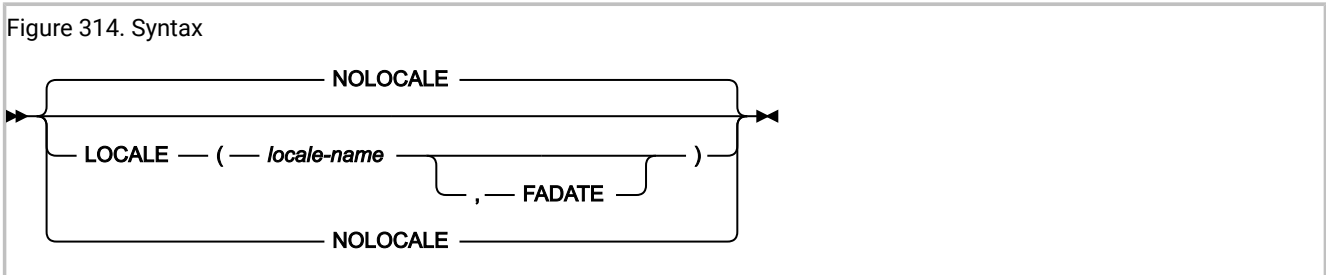 Figure 314. Syntax
NOLOCALE
LOCALE ( locale-name )
, FADATE
NOLOCALE